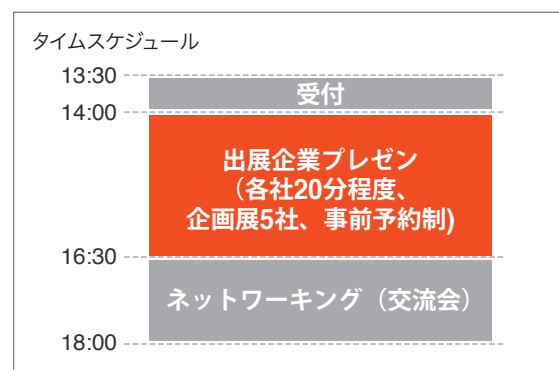 タイムスケジュール
13:30
受付
14:00
出展企業プレゼン
（各社20分程度、
企画展5社、事前予約制)
16:30
ネットワーキング（交流会）
18:00